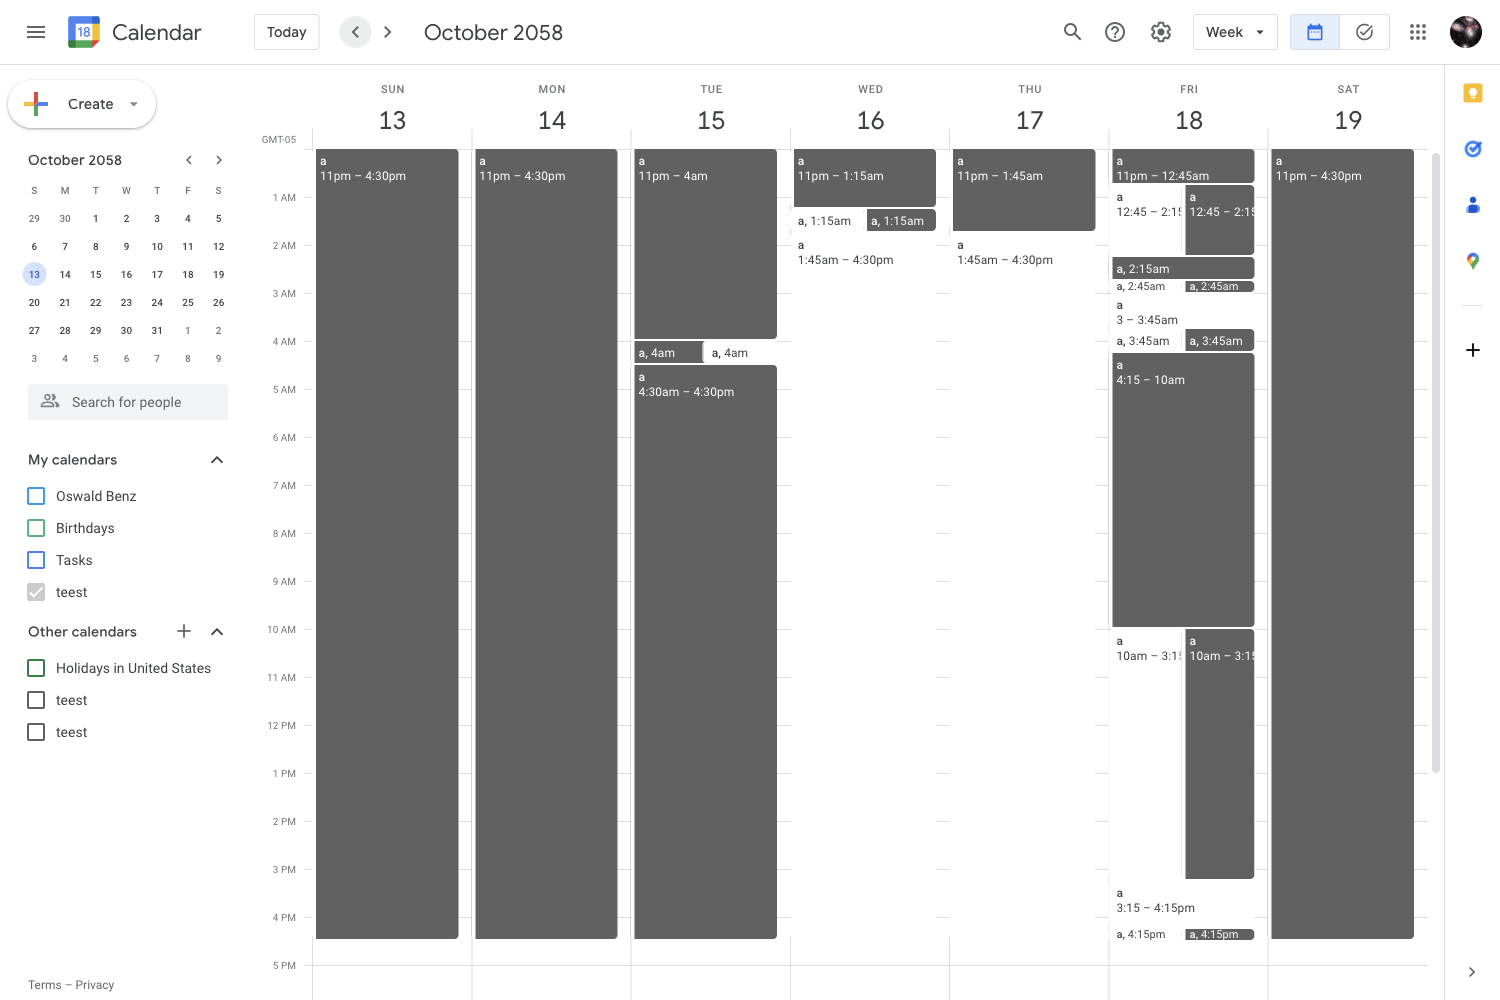 18 Calendar Today October 2058 Week
Create
October 2058
S M T W T F S
29 30 1 2 3 4 5
6 7 8 9 10 11 12
13 14 15 16 17 18 19
20 21 22 23 24 25 26
27 28 29 30 31 1 2
3 4 5 6 7 8 9
Search for people
My calendars
Oswald Benz
Birthdays
Tasks
teest
Other calendars
Holidays in United States
teest
teest
Terms – Privacy
SUN MON TUE WED THU FRI SAT
13 14 15 16 17 18 19
GMT-05
1 AM
2 AM
3 AM
4 AM
5 AM
6 AM
7 AM
8 AM
9 AM
10 AM
11 AM
12 PM
1 PM
2 PM
3 PM
4 PM
5 PM
a
11pm – 4:30pm
a
11pm – 4:30pm
a
11pm – 4am
a, 4am
a, 4am
a
4:30am – 4:30pm
a
11pm – 1:15am
a, 1:15am
a, 1:15am
a
1:45am – 4:30pm
a
11pm – 1:45am
a
1:45am – 4:30pm
a
11pm – 12:45am
a
12:45 – 2:15
a
12:45 – 2:15
a, 2:15am
a, 2:45am
a, 2:45am
a
3 – 3:45am
a, 3:45am
a, 3:45am
a
4:15 – 10am
a
10am – 3:15
a
10am – 3:15
a
3:15 – 4:15pm
a, 4:15pm
a, 4:15pm
a
11pm – 4:30pm